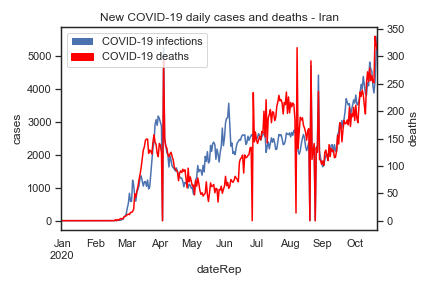 New COVID-19 daily cases and deaths - Iran
COVID-19 infections
COVID-19 deaths
cases
5000
4000
3000
2000
1000
0
deaths
350
300
250
200
150
100
50
0
Jan Feb Mar Apr May Jun Jul Aug Sep Oct
2020
dateRep